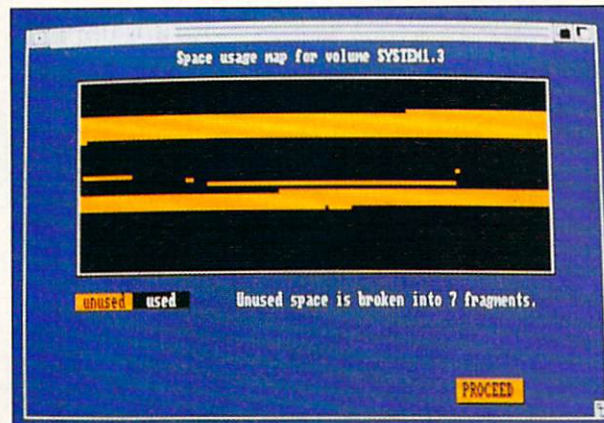 Space usage map for volume SYSTEM1.3
unused used
Unused space is broken into 7 fragments.
PROCEED